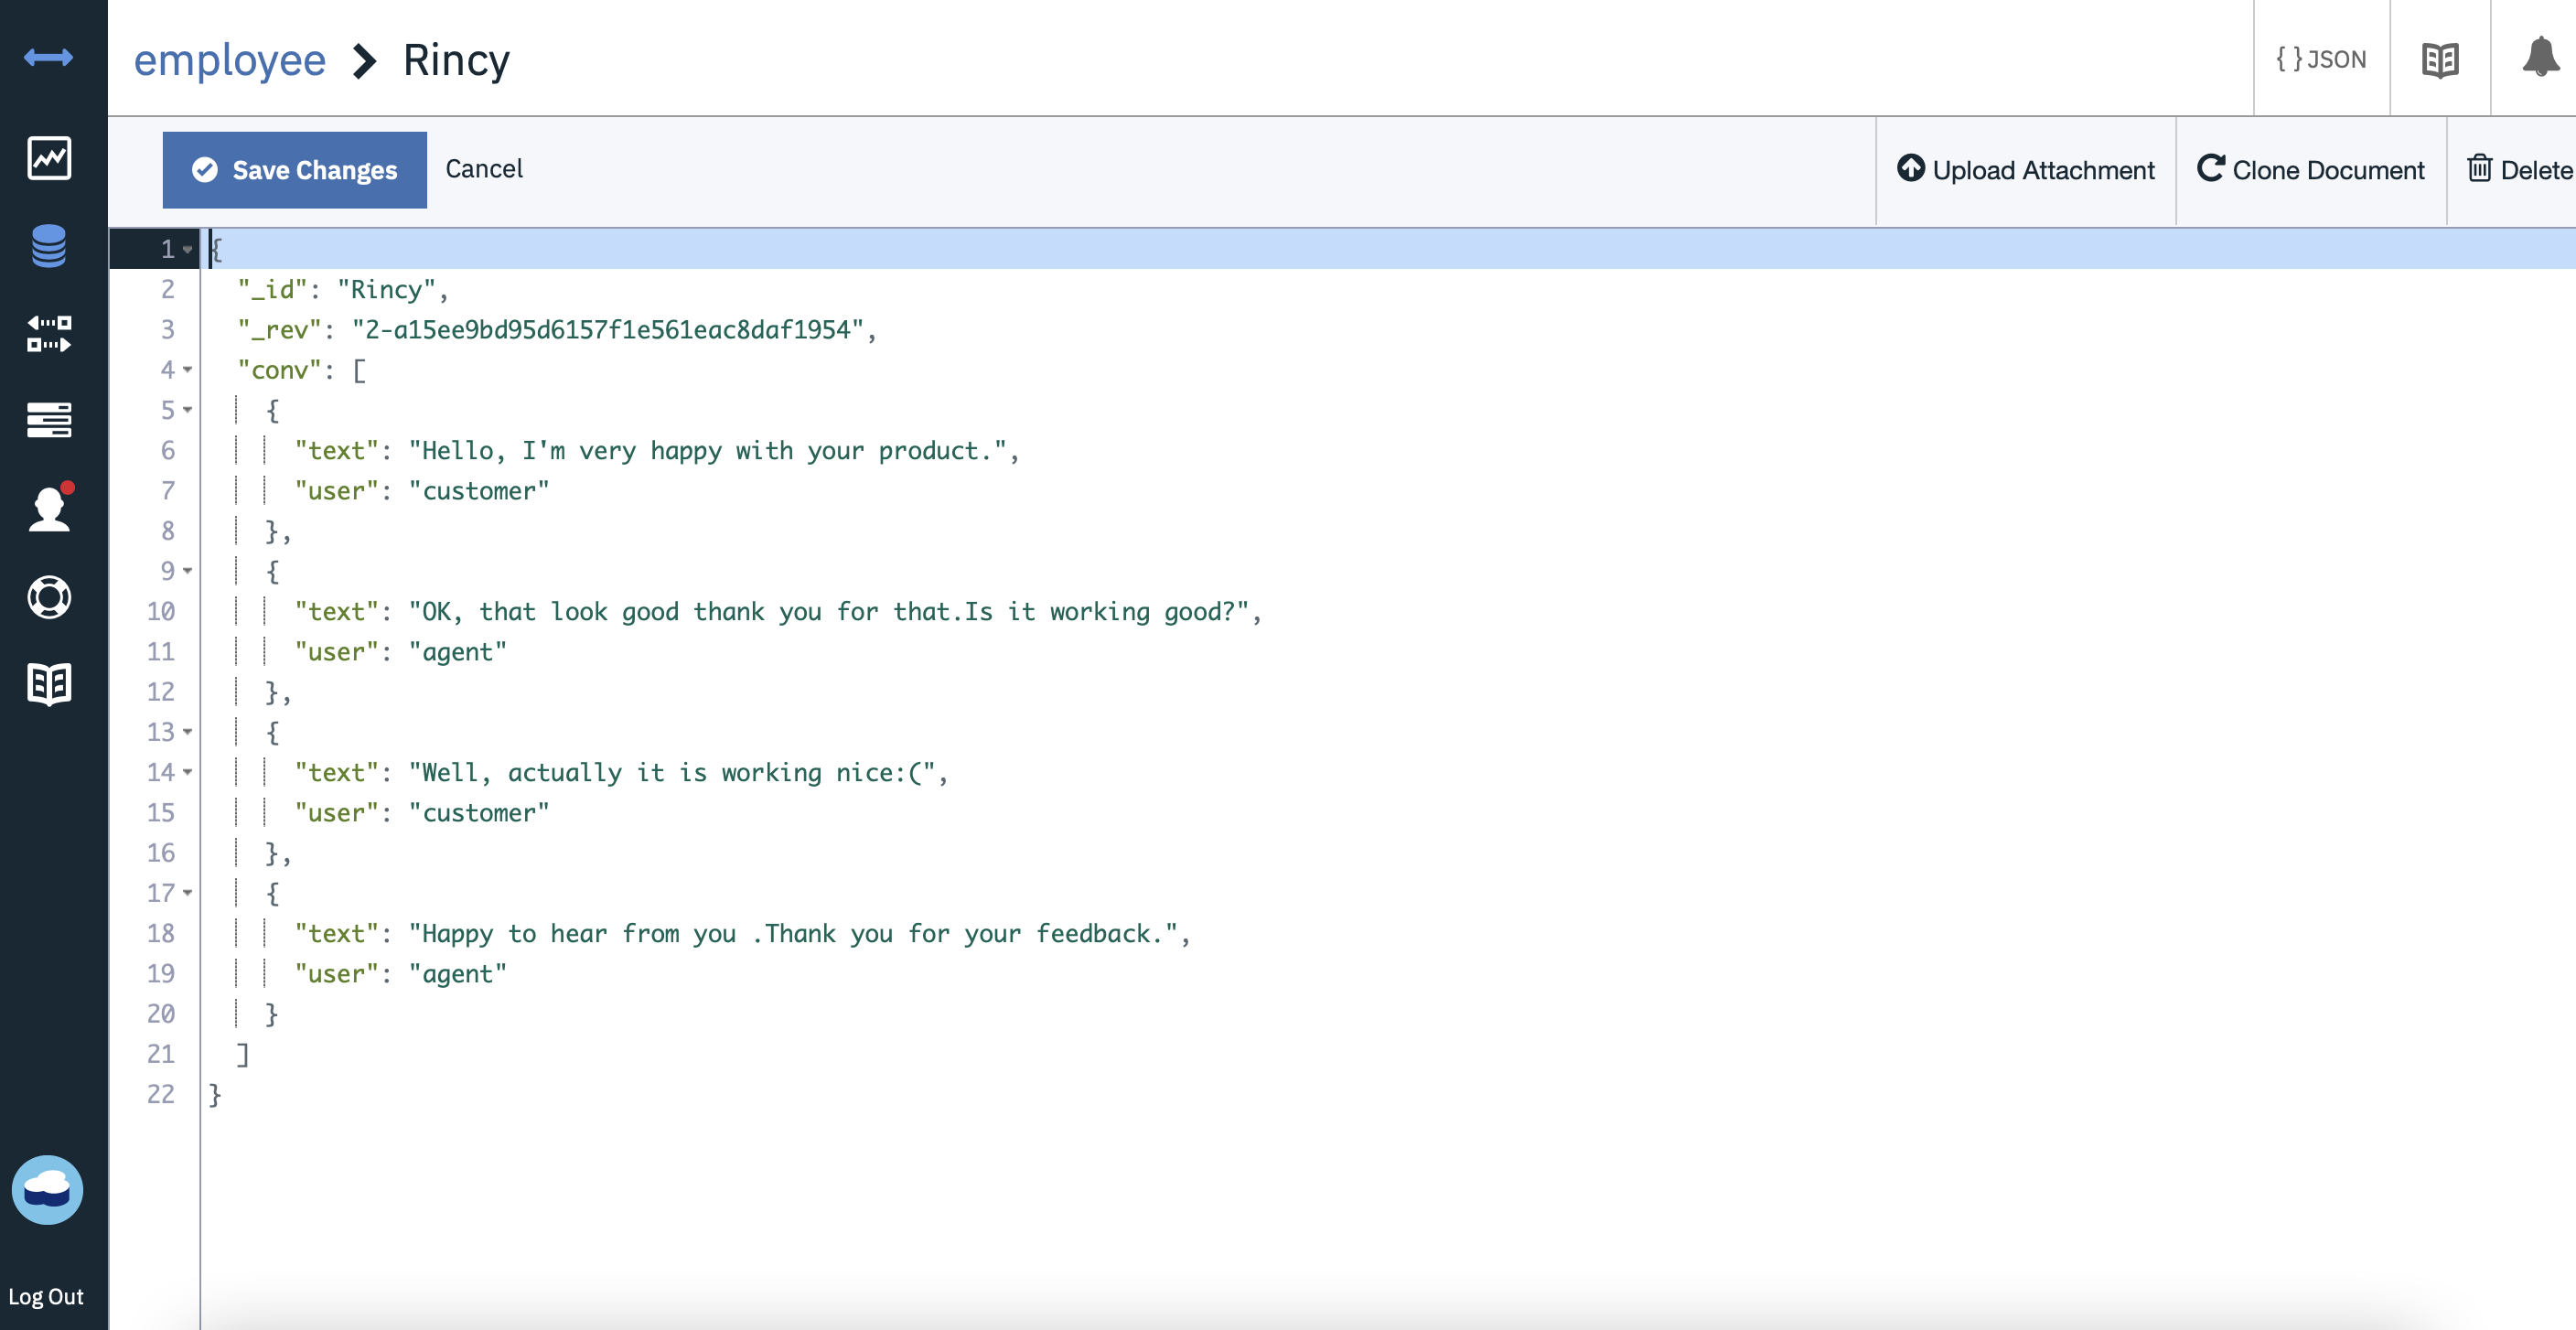 employee > Rincy
{ } JSON
Save Changes
Cancel
Upload Attachment
Clone Document
Delete
1 {
2 "_id": "Rincy",
3 "_rev": "2-a15ee9bd95d6157f1e561eac8daf1954",
4 "conv": [
5 {
6 "text": "Hello, I'm very happy with your product.",
7 "user": "customer"
8 },
9 {
10 "text": "OK, that look good thank you for that.Is it working good?",
11 "user": "agent"
12 },
13 {
14 "text": "Well, actually it is working nice:(",
15 "user": "customer"
16 },
17 {
18 "text": "Happy to hear from you .Thank you for your feedback.",
19 "user": "agent"
20 }
21 ]
22 }
Log Out